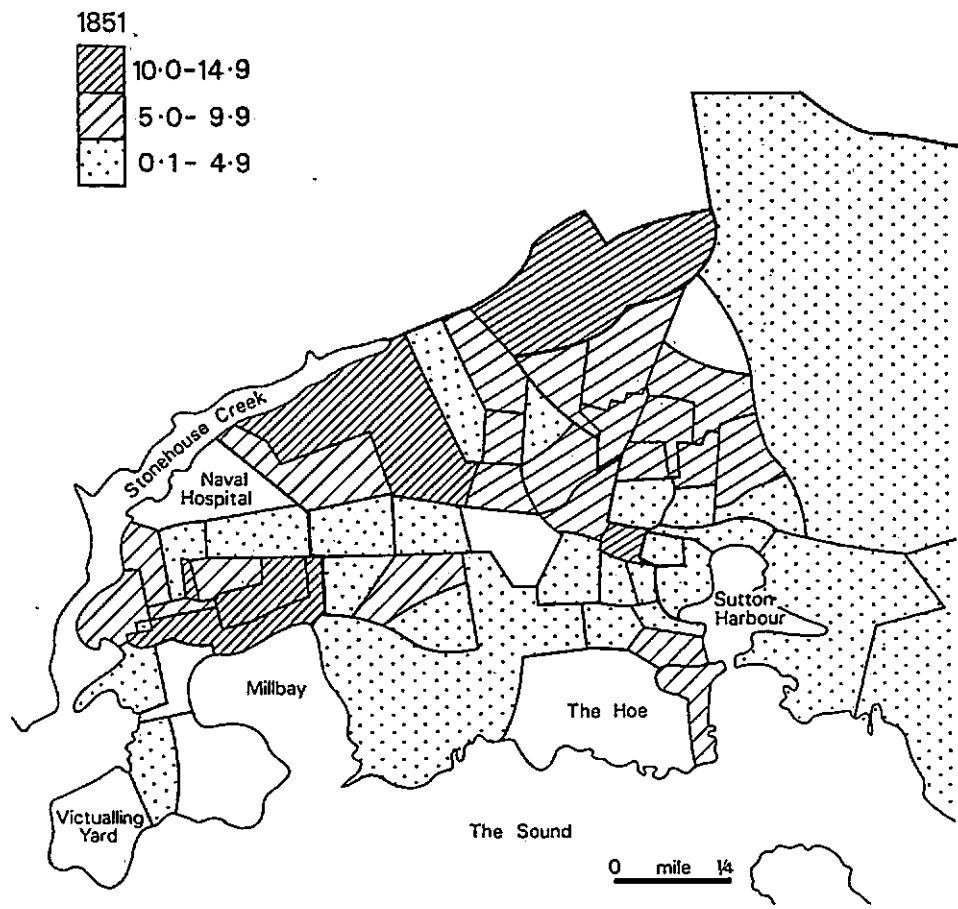 1851
10·0-14·9
5·0- 9·9
0·1- 4·9
Stonehouse Creek
Naval
Hospital
Sutton
Harbour
Millbay
The Hoe
Victualling
Yard
The Sound
0 mile ¼